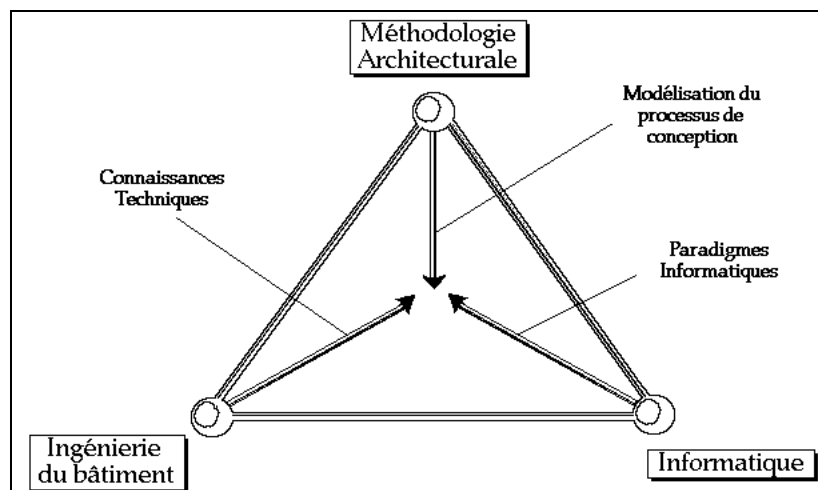 Méthodologie
Architecturale
Modélisation du
processus de
conception
Connaissances
Techniques
Paradigmes
Informatiques
Ingénierie
du bâtiment
Informatique